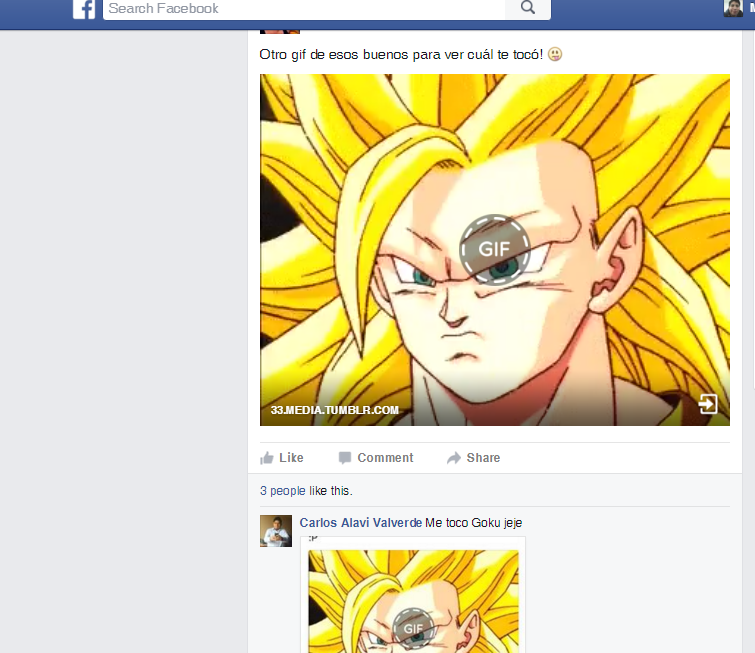 Search Facebook
Otro gif de esos buenos para ver cuál te tocó!
GIF
33.MEDIA.TUMBLR.COM
Like Comment Share
3 people like this.
Carlos Alavi Valverde Me toco Goku jeje
:P
GIF